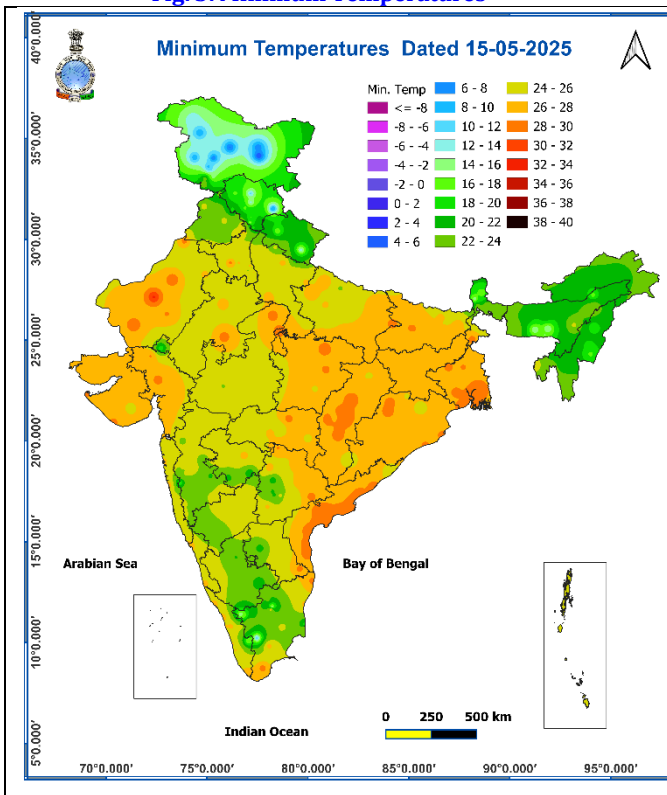 Minimum Temperatures Dated 15-05-2025
Min. Temp
<= -8
-8 - -6
-6 - -4
-4 - -2
-2 - 0
0 - 2
2 - 4
4 - 6
6 - 8
8 - 10
10 - 12
12 - 14
14 - 16
16 - 18
18 - 20
20 - 22
22 - 24
24 - 26
26 - 28
28 - 30
30 - 32
32 - 34
34 - 36
36 - 38
38 - 40
40°0.000'
35°0.000'
30°0.000'
25°0.000'
20°0.000'
15°0.000'
10°0.000'
5°0.000'
Arabian Sea
Bay of Bengal
Indian Ocean
0 250 500 km
70°0.000' 75°0.000' 80°0.000' 85°0.000' 90°0.000' 95°0.000'